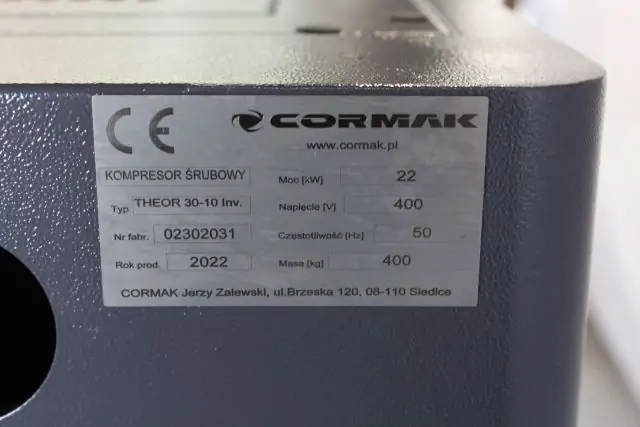 CE CORMAK
www.cormak.pl
KOMPRESOR ŚRUBOWY Moc [kW] 22
Typ THEOR 30-10 Inv. Napięcie [V] 400
Nr fabr. 02302031 Częstotliwość [Hz] 50
Rok prod. 2022 Masa [kg] 400
CORMAK Jerzy Zalewski, ul.Brzeska 120, 08-110 Siedlce